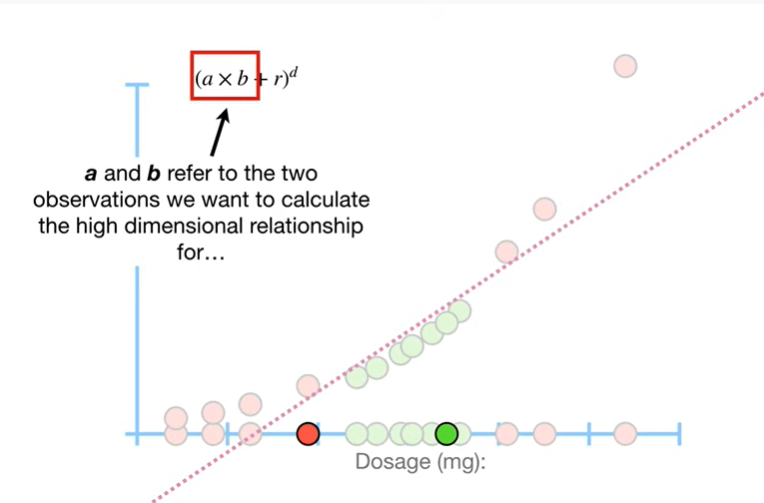 (a × b + r)ᵈ
a and b refer to the two
observations we want to calculate
the high dimensional relationship
for…
Dosage (mg):